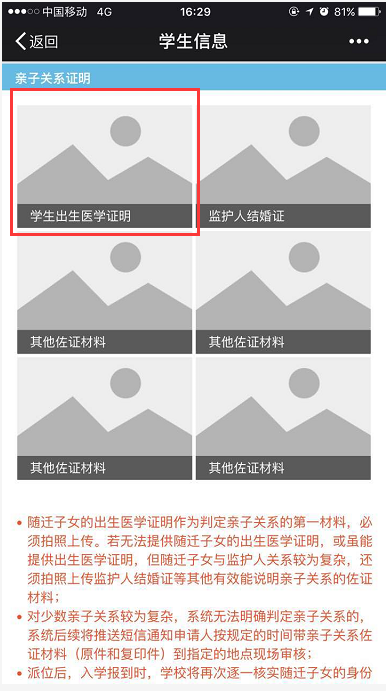 中国移动 4G 16:29 81%
返回 学生信息
亲子关系证明
学生出生医学证明 监护人结婚证
其他佐证材料 其他佐证材料
其他佐证材料 其他佐证材料
• 随迁子女的出生医学证明作为判定亲子关系的第一材料，必
须拍照上传。若无法提供随迁子女的出生医学证明，或虽能
提供出生医学证明，但随迁子女与监护人关系较为复杂，还
须拍照上传监护人结婚证等其他有效能说明亲子关系的佐证
材料；
• 对少数亲子关系较为复杂，系统无法明确判定亲子关系的，
系统后续将推送短信通知申请人按规定的时间带亲子关系佐
证材料（原件和复印件）到指定的地点现场审核；
• 派位后，入学报到时，学校将再次逐一核实随迁子女的身份